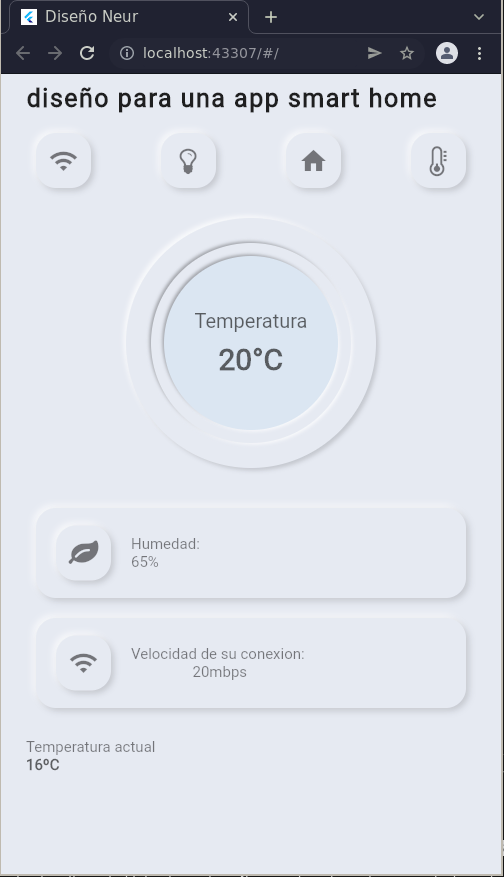 Diseño Neur
localhost:43307/#/
diseño para una app smart home
Temperatura
20°C
Humedad:
65%
Velocidad de su conexion:
20mbps
Temperatura actual
16ºC